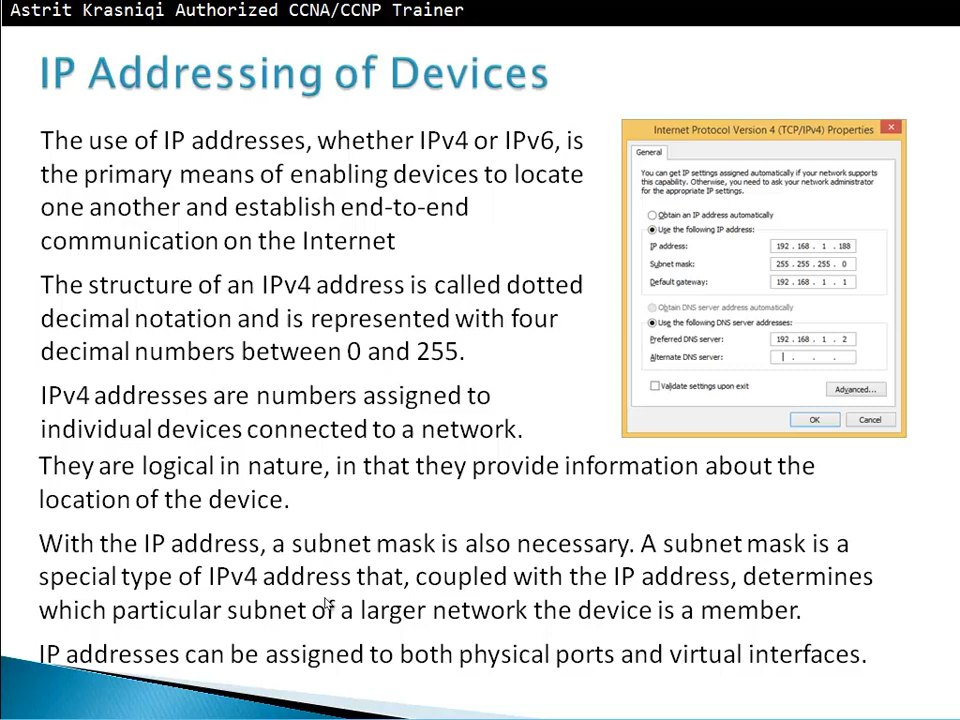 Astrit Krasniqi Authorized CCNA/CCNP Trainer
IP Addressing of Devices
The use of IP addresses, whether IPv4 or IPv6, is
the primary means of enabling devices to locate
one another and establish end-to-end
communication on the Internet
The structure of an IPv4 address is called dotted
decimal notation and is represented with four
decimal numbers between 0 and 255.
IPv4 addresses are numbers assigned to
individual devices connected to a network.
They are logical in nature, in that they provide information about the
location of the device.
With the IP address, a subnet mask is also necessary. A subnet mask is a
special type of IPv4 address that, coupled with the IP address, determines
which particular subnet of a larger network the device is a member.
IP addresses can be assigned to both physical ports and virtual interfaces.
Internet Protocol Version 4 (TCP/IPv4) Properties
General
You can get IP settings assigned automatically if your network supports
this capability. Otherwise, you need to ask your network administrator
for the appropriate IP settings.
Obtain an IP address automatically
Use the following IP address:
IP address: 192 . 168 . 1 . 188
Subnet mask: 255 . 255 . 255 . 0
Default gateway: 192 . 168 . 1 . 1
Obtain DNS server address automatically
Use the following DNS server addresses:
Preferred DNS server: 192 . 168 . 1 . 2
Alternate DNS server: . . .
Validate settings upon exit
Advanced...
OK Cancel